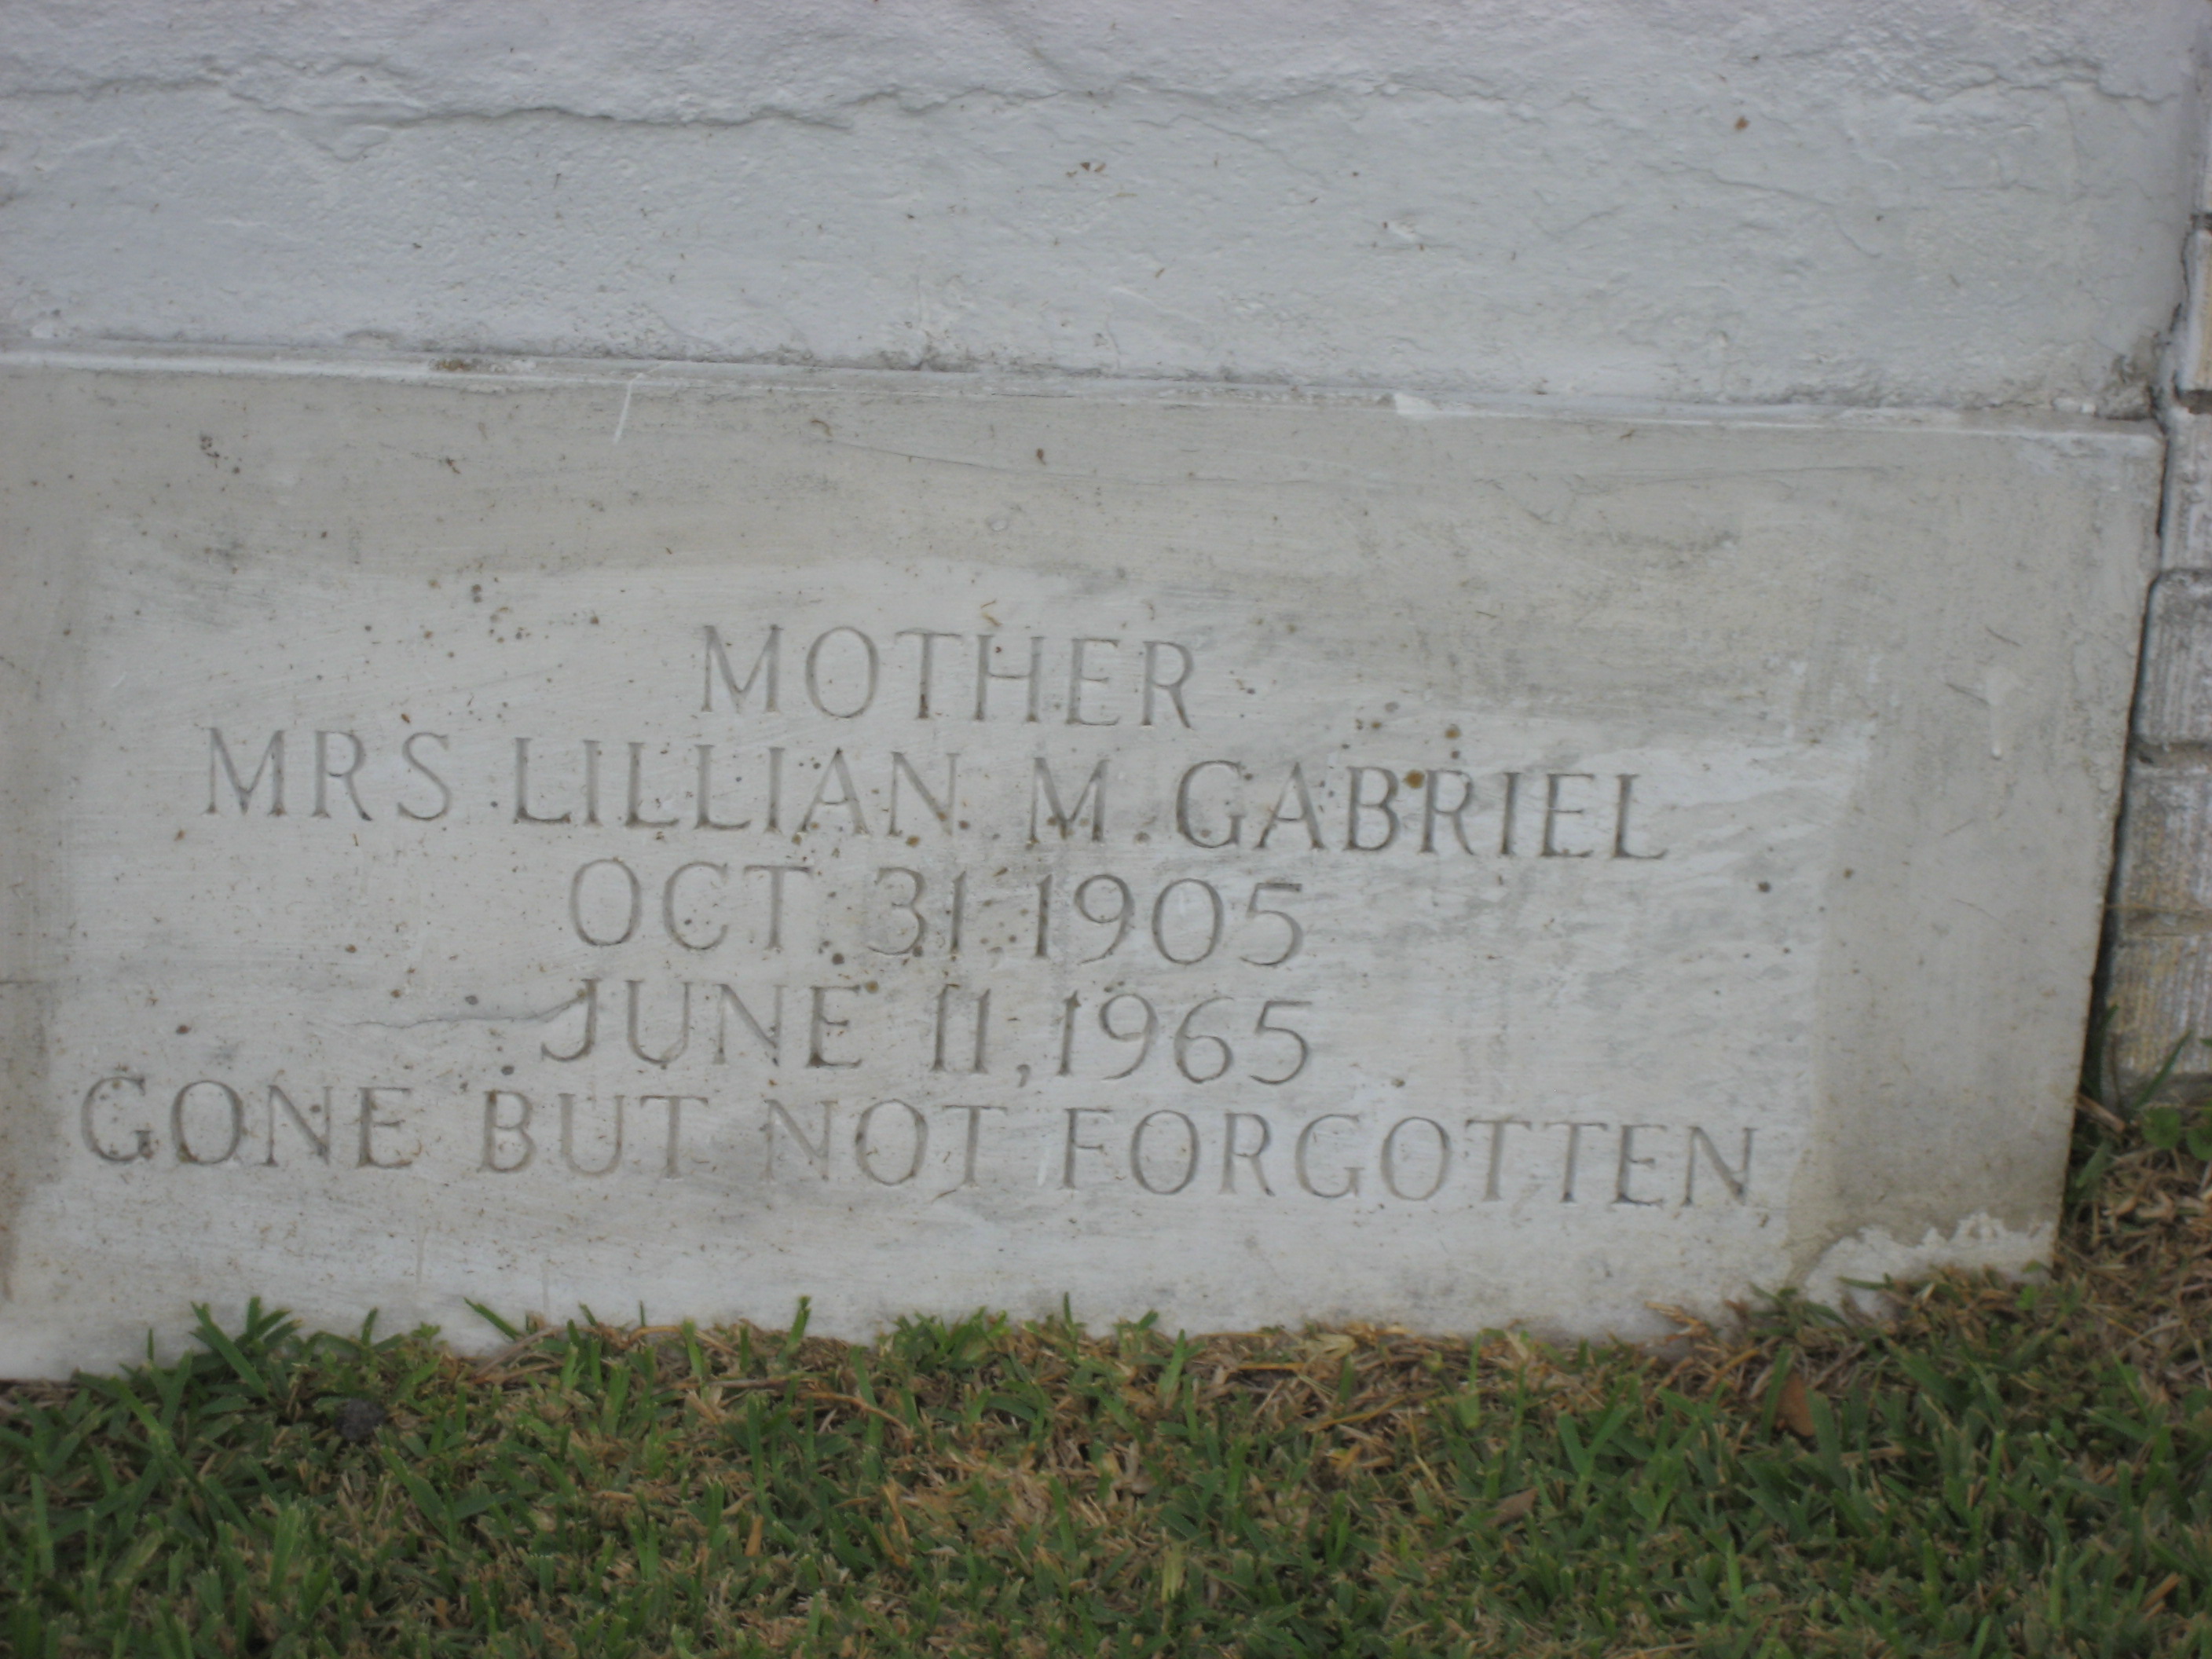 MOTHER
MRS LILLIAN M. GABRIEL
OCT 31, 1905
JUNE 11, 1965
GONE BUT NOT FORGOTTEN